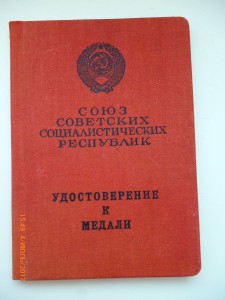 СОЮЗ
СОВЕТСКИХ
СОЦИАЛИСТИЧЕСКИХ
РЕСПУБЛИК
УДОСТОВЕРЕНИЕ
К
МЕДАЛИ